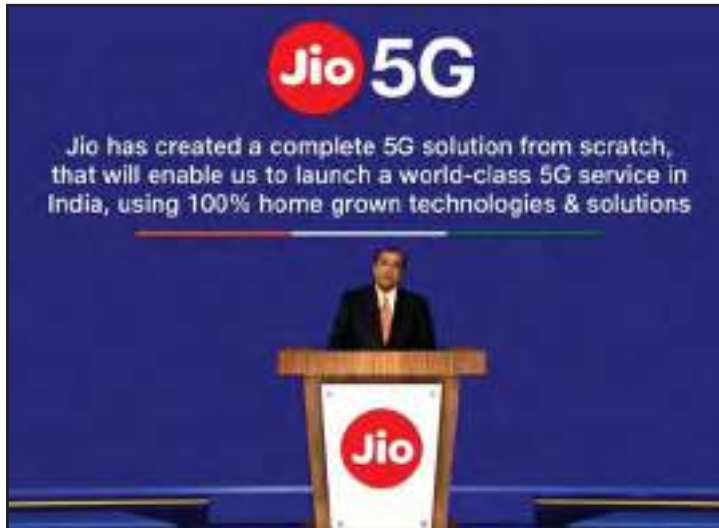 Jio 5G
Jio has created a complete 5G solution from scratch,
that will enable us to launch a world-class 5G service in
India, using 100% home grown technologies & solutions
Jio